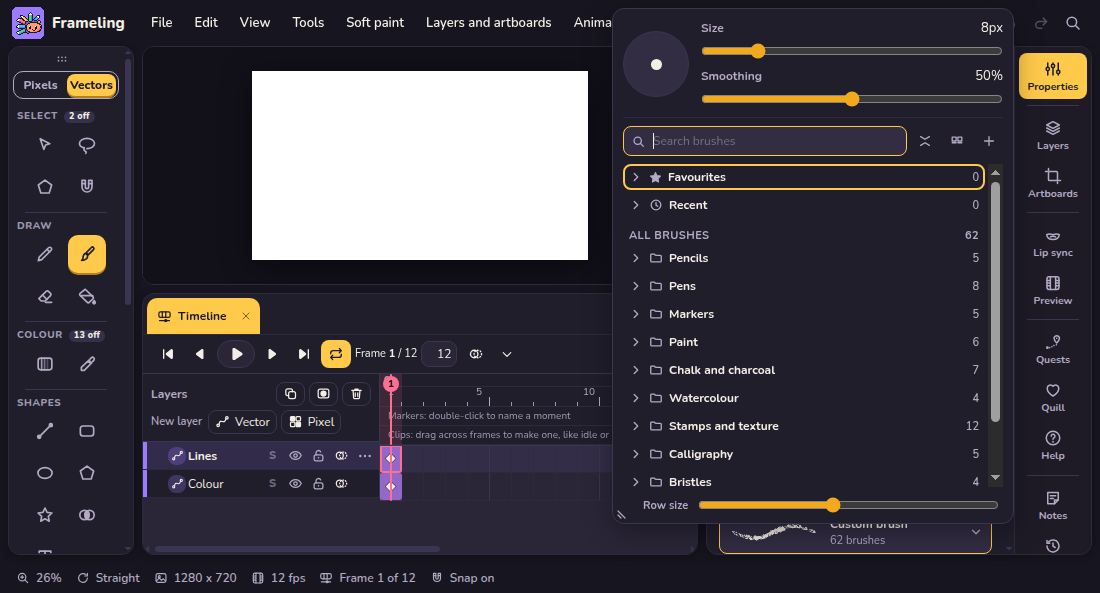 Frameling
File Edit View Tools Soft paint Layers and artboards Anima
Pixels Vectors
SELECT 2 off
DRAW
COLOUR 13 off
SHAPES
Timeline
Frame 1 / 12 12
Layers
New layer Vector Pixel
1 5 10
Markers: double-click to name a moment
Clips: drag across frames to make one, like idle or
Lines S
Colour S
Size 8px
Smoothing 50%
Search brushes
Favourites 0
Recent 0
ALL BRUSHES 62
Pencils 5
Pens 8
Markers 5
Paint 6
Chalk and charcoal 7
Watercolour 4
Stamps and texture 12
Calligraphy 5
Bristles 4
Row size
Custom brush
62 brushes
Properties
Layers
Artboards
Lip sync
Preview
Quests
Quill
Help
Notes
26% Straight 1280 x 720 12 fps Frame 1 of 12 Snap on